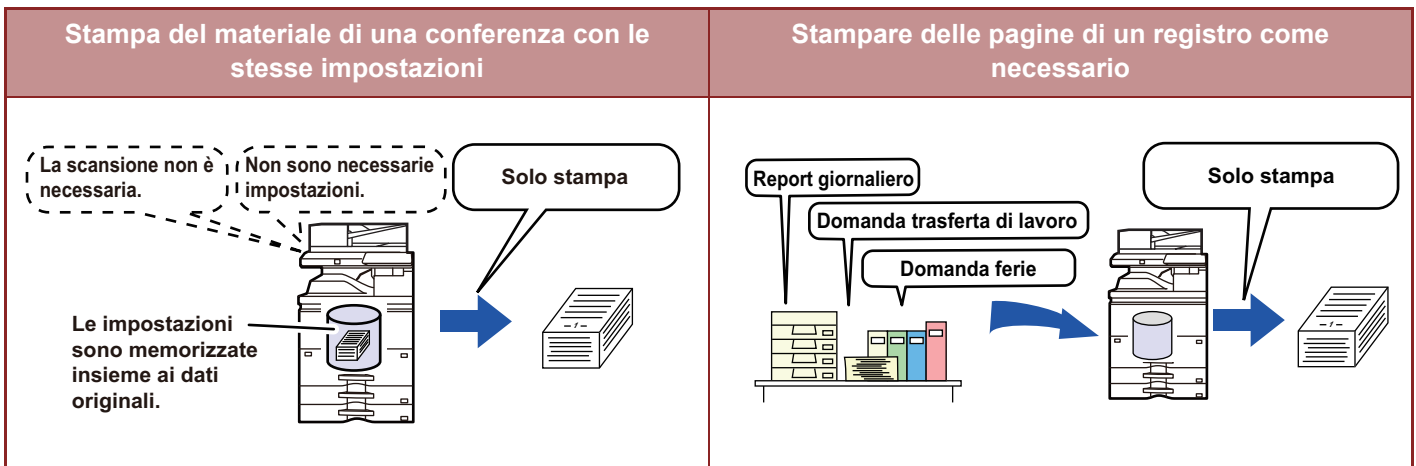 Stampa del materiale di una conferenza con le
stesse impostazioni
Stampare delle pagine di un registro come
necessario
La scansione non è
necessaria.
Non sono necessarie
impostazioni.
Solo stampa
Le impostazioni
sono memorizzate
insieme ai dati
originali.
-1-
Report giornaliero
Domanda trasferta di lavoro
Domanda ferie
Solo stampa
-1-